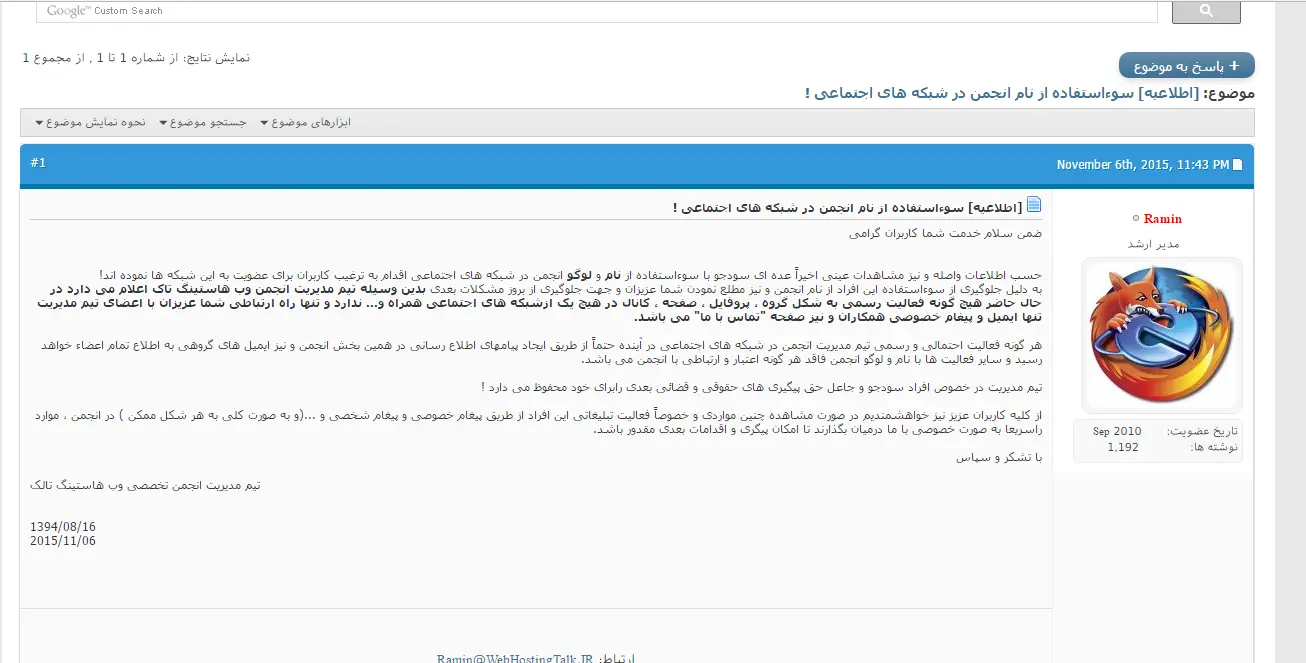 Google™ Custom Search
نمایش نتایج: از شماره 1 تا 1 , از مجموع 1
+ پاسخ به موضوع
موضوع: [اطلاعیه] سوءاستفاده از نام انجمن در شبکه های اجتماعی !
ابزارهای موضوع
جستجو موضوع
نحوه نمایش موضوع
November 6th, 2015, 11:43 PM
#1
Ramin
مدیر ارشد
تاریخ عضویت: Sep 2010
نوشته ها: 1,192
[اطلاعیه] سوءاستفاده از نام انجمن در شبکه های اجتماعی !
ضمن سلام خدمت شما کاربران گرامی
حسب اطلاعات واصله و نیز مشاهدات عینی اخیراً عده ای سودجو با سوءاستفاده از نام و لوگو انجمن در شبکه های اجتماعی اقدام به ترغیب کاربران برای عضویت به این شبکه ها نموده اند!
به دلیل جلوگیری از سوءاستفاده این افراد از نام انجمن و نیز مطلع نمودن شما عزیزان و جهت جلوگیری از بروز مشکلات بعدی بدین وسیله تیم مدیریت انجمن وب هاستینگ تاک اعلام می دارد در
حال حاضر هیچ گونه فعالیت رسمی به شکل گروه ، پروفایل ، صفحه ، کانال در هیچ یک ازشبکه های اجتماعی همراه و... ندارد و تنها راه ارتباطی شما عزیزان با اعضای تیم مدیریت
تنها ایمیل و پیغام خصوصی همکاران و نیز صفحه "تماس با ما" می باشد.
هر گونه فعالیت احتمالی و رسمی تیم مدیریت انجمن در شبکه های اجتماعی در آینده حتماً از طریق ایجاد پیامهای اطلاع رسانی در همین بخش انجمن و نیز ایمیل های گروهی به اطلاع تمام اعضاء خواهد
رسید و سایر فعالیت ها با نام و لوگو انجمن فاقد هر گونه اعتبار و ارتباطی با انجمن می باشد.
تیم مدیریت در خصوص افراد سودجو و جاعل حق پیگیری های حقوقی و قضائی بعدی رابرای خود محفوظ می دارد !
از کلیه کاربران عزیز نیز خواهشمندیم در صورت مشاهده چنین مواردی و خصوصاً فعالیت تبلیغاتی این افراد از طریق پیغام خصوصی و پیغام شخصی و ...(و به صورت کلی به هر شکل ممکن ) در انجمن ، موارد
راسریعا به صورت خصوصی با ما درمیان بگذارند تا امکان پیگری و اقدامات بعدی مقدور باشد.
با تشکر و سپاس
تیم مدیریت انجمن تخصصی وب هاستینگ تالک
1394/08/16
2015/11/06
ارتباط: Ramin@WebHostingTalk.IR